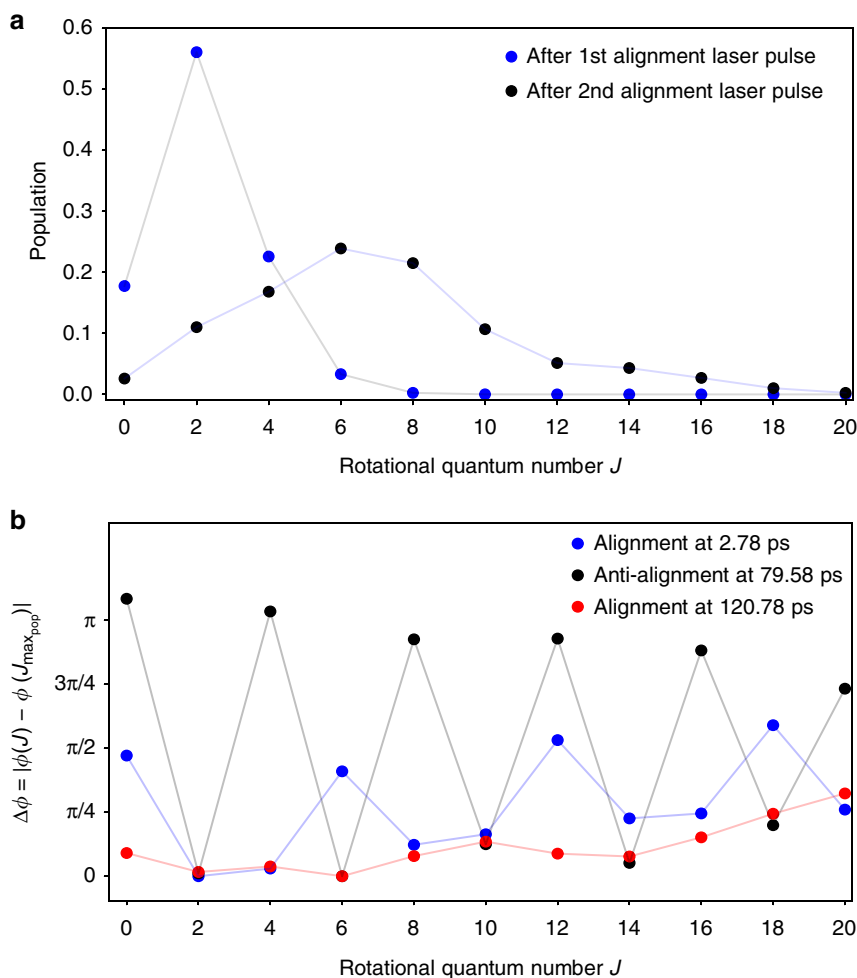 a
0.6
0.5
0.4
0.3
0.2
0.1
0.0
Population
After 1st alignment laser pulse
After 2nd alignment laser pulse
0 2 4 6 8 10 12 14 16 18 20
Rotational quantum number J
b
π
3π/4
π/2
π/4
0
Δϕ = |ϕ(J) − ϕ (J_max_pop)|
Alignment at 2.78 ps
Anti-alignment at 79.58 ps
Alignment at 120.78 ps
0 2 4 6 8 10 12 14 16 18 20
Rotational quantum number J